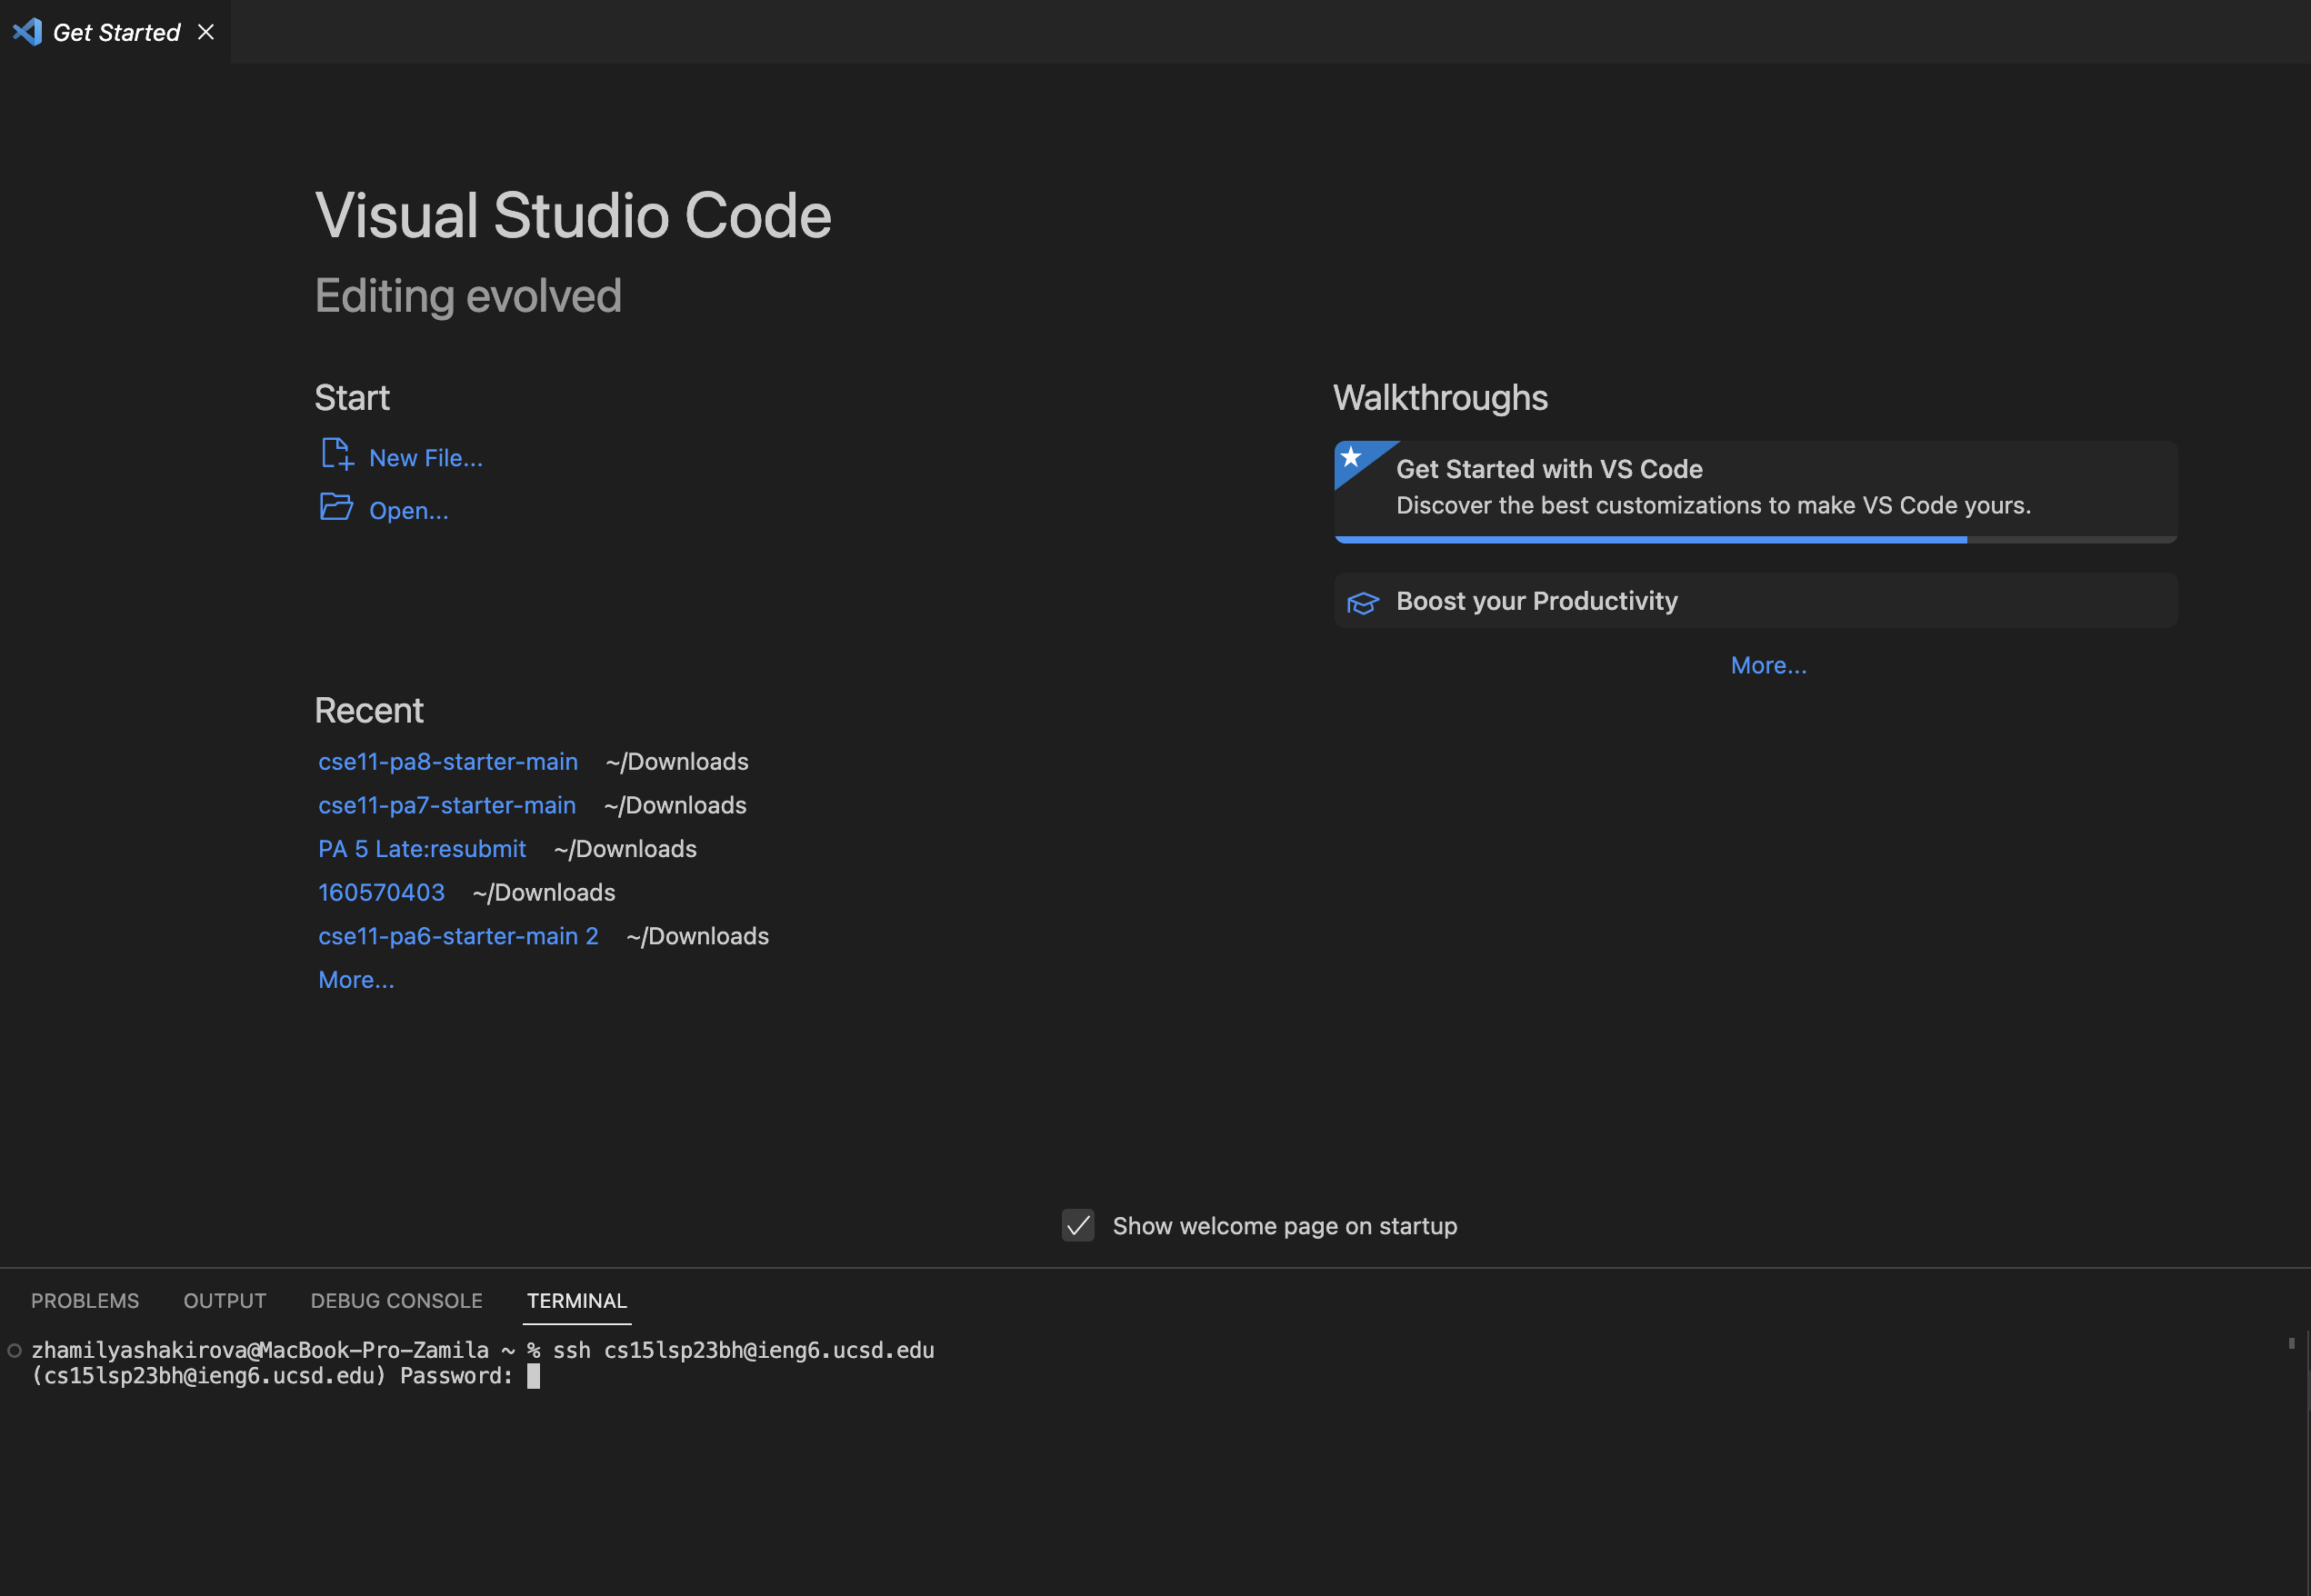 Get Started
Visual Studio Code
Editing evolved
Start
New File...
Open...
Recent
cse11-pa8-starter-main ~/Downloads
cse11-pa7-starter-main ~/Downloads
PA 5 Late:resubmit ~/Downloads
160570403 ~/Downloads
cse11-pa6-starter-main 2 ~/Downloads
More...
Walkthroughs
Get Started with VS Code
Discover the best customizations to make VS Code yours.
Boost your Productivity
More...
Show welcome page on startup
PROBLEMS OUTPUT DEBUG CONSOLE TERMINAL
zhamilyashakirova@MacBook-Pro-Zamila ~ % ssh cs15lsp23bh@ieng6.ucsd.edu
(cs15lsp23bh@ieng6.ucsd.edu) Password: